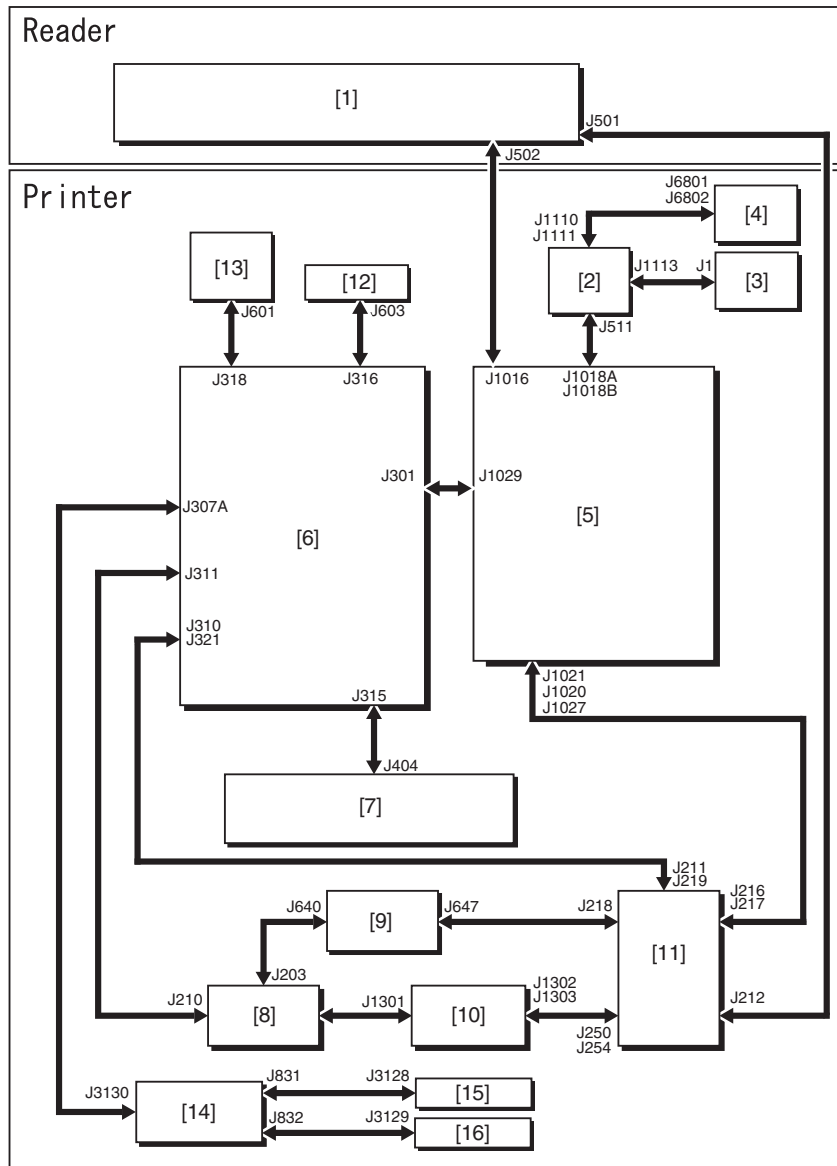 Reader
[1]
J501
J502
Printer
J6801
J6802
[4]
J1110
J1111
[13]
[12]
[2]
J1113
J1
[3]
J601
J603
J511
J318
J316
J1016
J1018A
J1018B
J301
J1029
J307A
[6]
[5]
J311
J310
J321
J315
J1021
J1020
J1027
J404
[7]
J211
J219
J216
J217
J640
[9]
J647
J218
[11]
J203
J1302
J1303
J212
J210
[8]
J1301
[10]
J250
J254
J831
J3128
[15]
J3130
[14]
J832
J3129
[16]